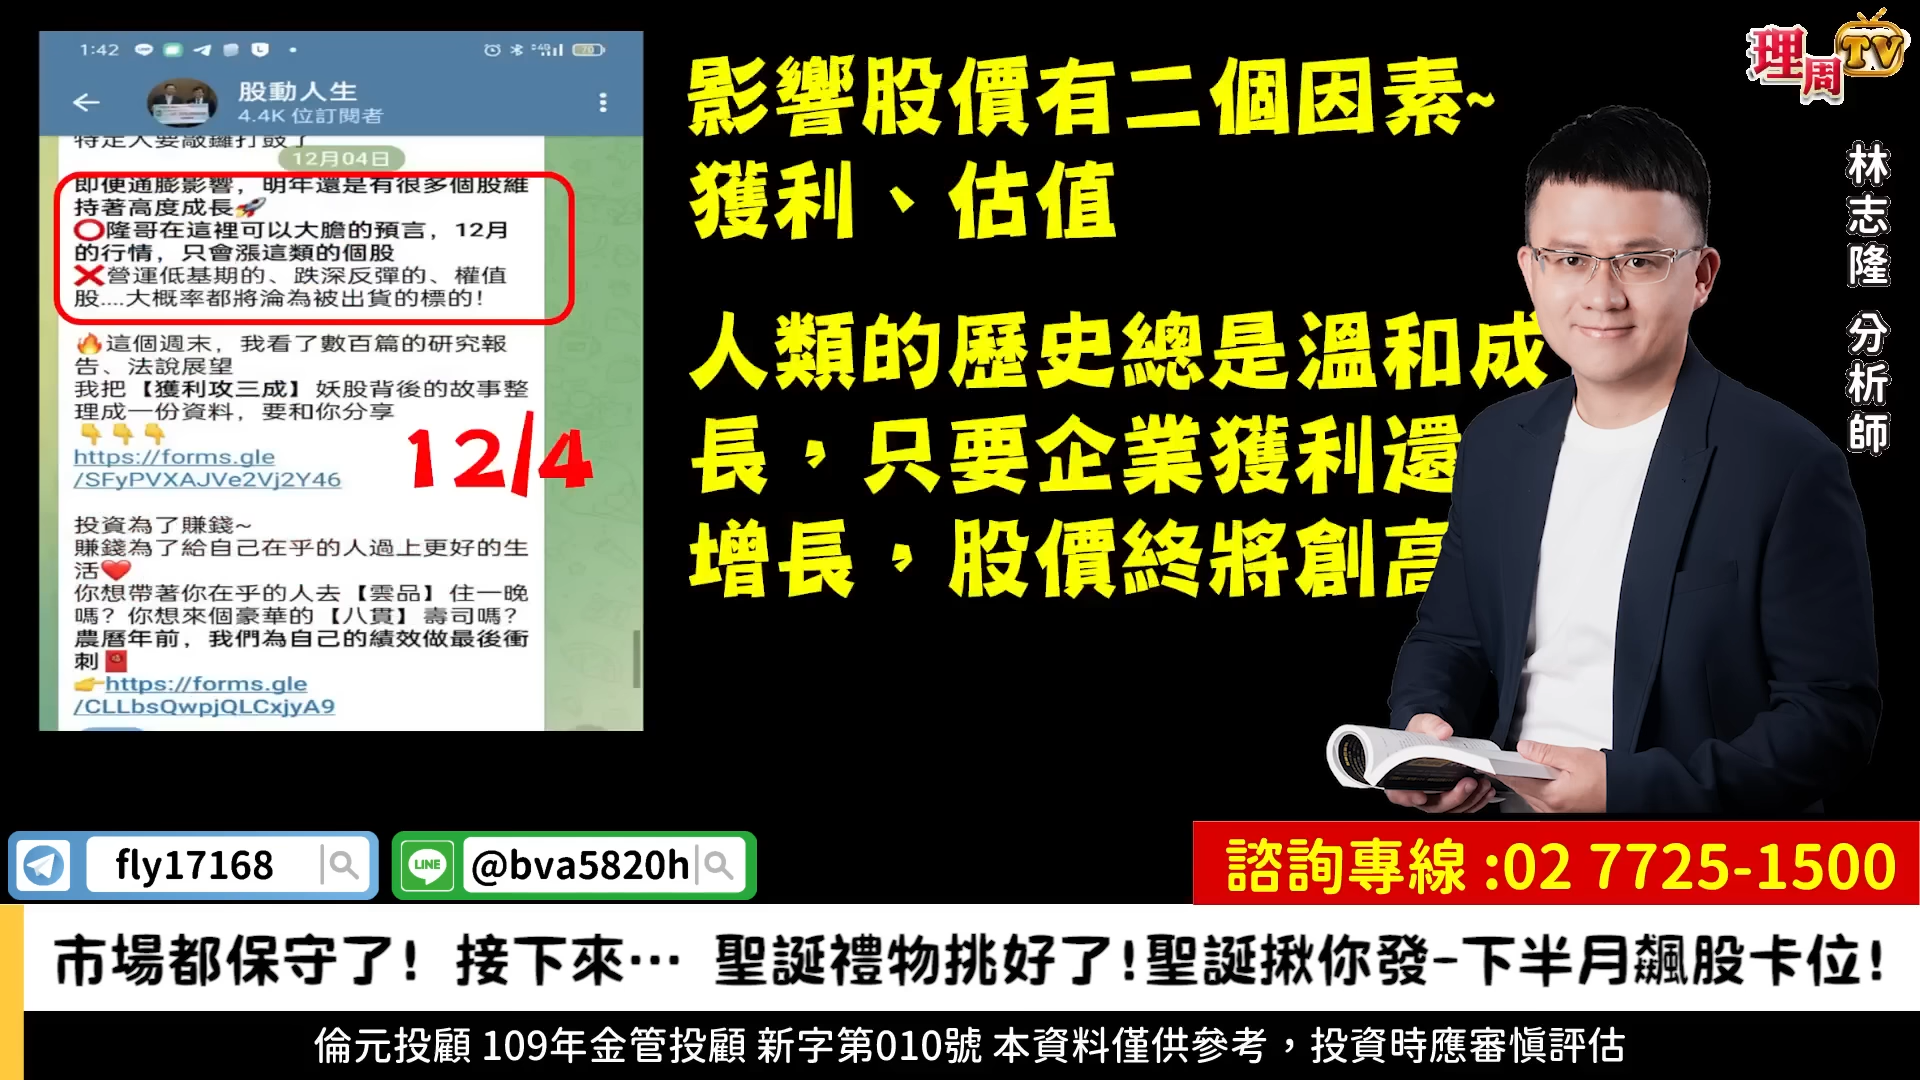 1:42
70
股動人生
4.4K 位訂閱者
特定人要敲鑼打鼓了
12月04日
即便通膨影響，明年還是有很多個股維
持著高度成長🚀
⭕隆哥在這裡可以大膽的預言，12月
的行情，只會漲這類的個股
❌營運低基期的、跌深反彈的、權值
股....大概率都將淪為被出貨的標的!
🔥這個週末，我看了數百篇的研究報
告、法說展望
我把【獲利攻三成】妖股背後的故事整
理成一份資料，要和你分享
👇👇👇
https://forms.gle
/SFyPVXAJVe2Vj2Y46
12/4
投資為了賺錢~
賺錢為了給自己在乎的人過上更好的生
活❤️
你想帶著你在乎的人去【雲品】住一晚
嗎？你想來個豪華的【八貫】壽司嗎？
農曆年前，我們為自己的績效做最後衝
刺🧧
👉https://forms.gle
/CLLbsQwpjQLCxjyA9
影響股價有二個因素~
獲利、估值
人類的歷史總是溫和成
長，只要企業獲利還
增長，股價終將創高
理周TV
林志隆 分析師
fly17168
LINE
@bva5820h
諮詢專線 :02 7725-1500
市場都保守了! 接下來… 聖誕禮物挑好了!聖誕揪你發-下半月飆股卡位!
倫元投顧 109年金管投顧 新字第010號 本資料僅供參考，投資時應審慎評估